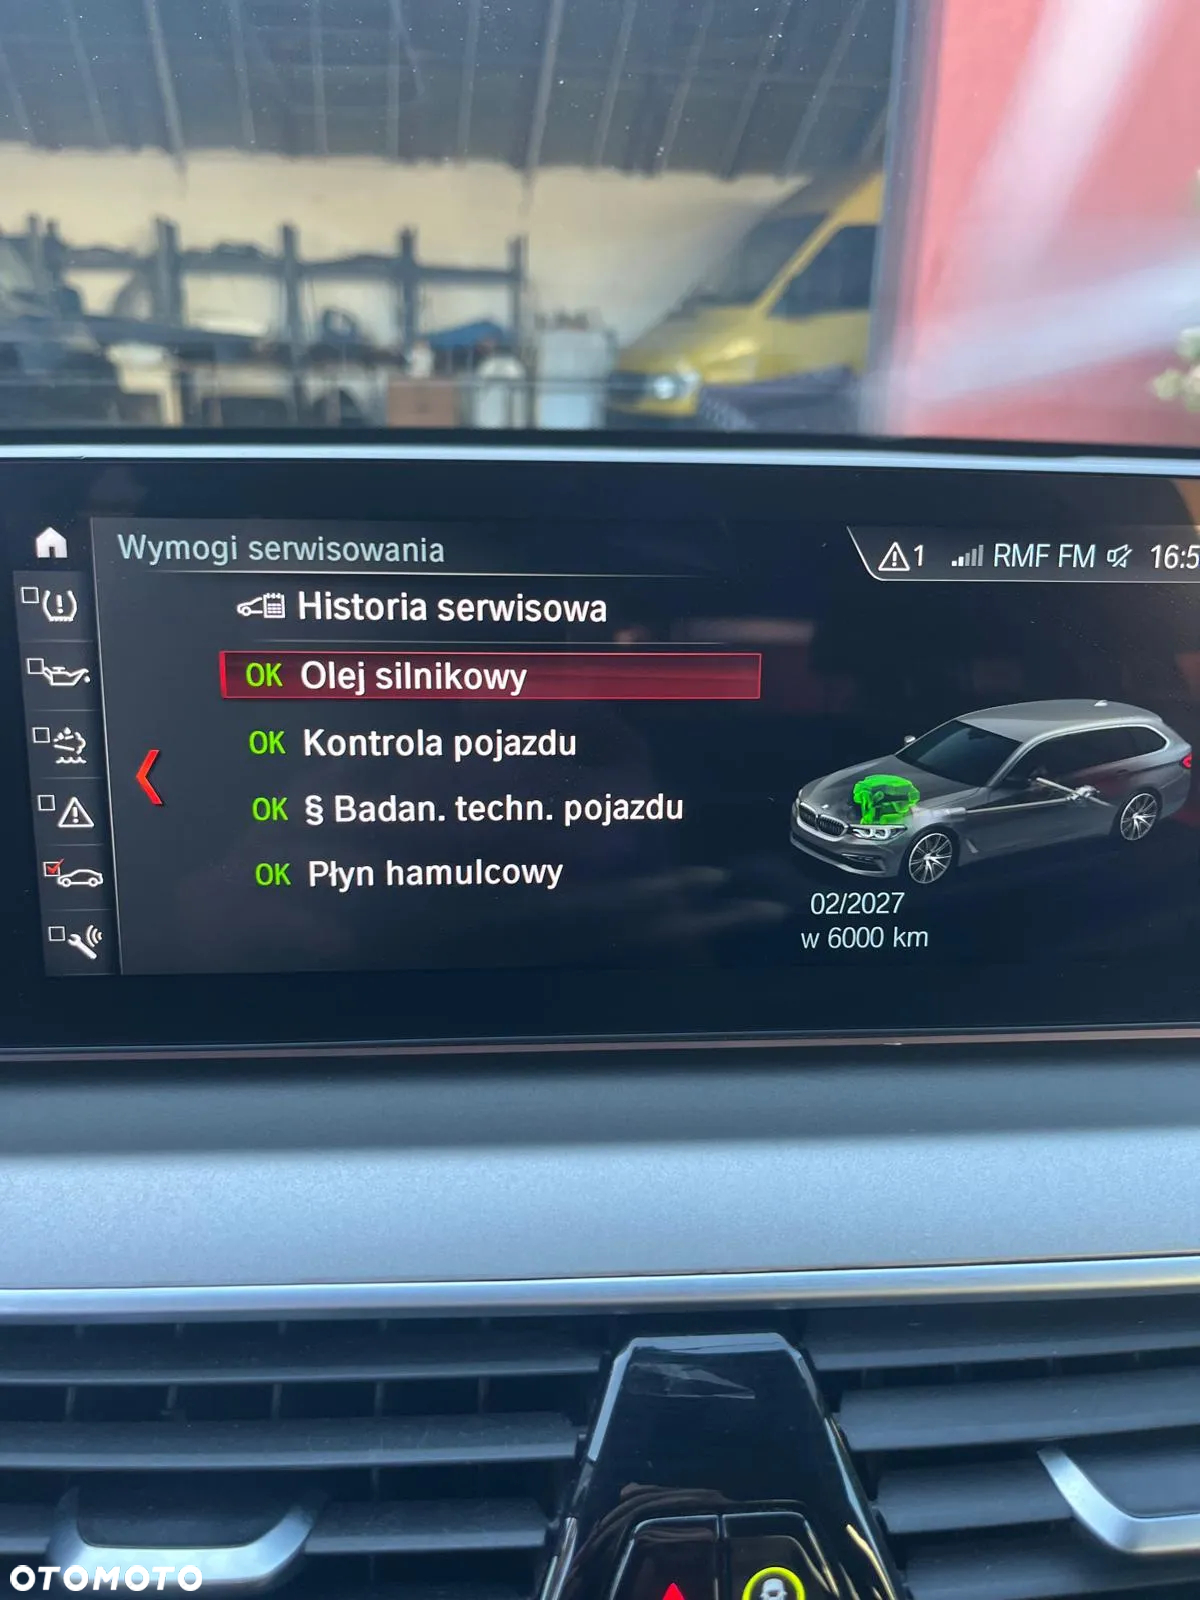 Wymogi serwisowania
1 RMF FM 16:5
Historia serwisowa
OK Olej silnikowy
OK Kontrola pojazdu
OK § Badan. techn. pojazdu
OK Płyn hamulcowy
02/2027
w 6000 km
OTOMOTO